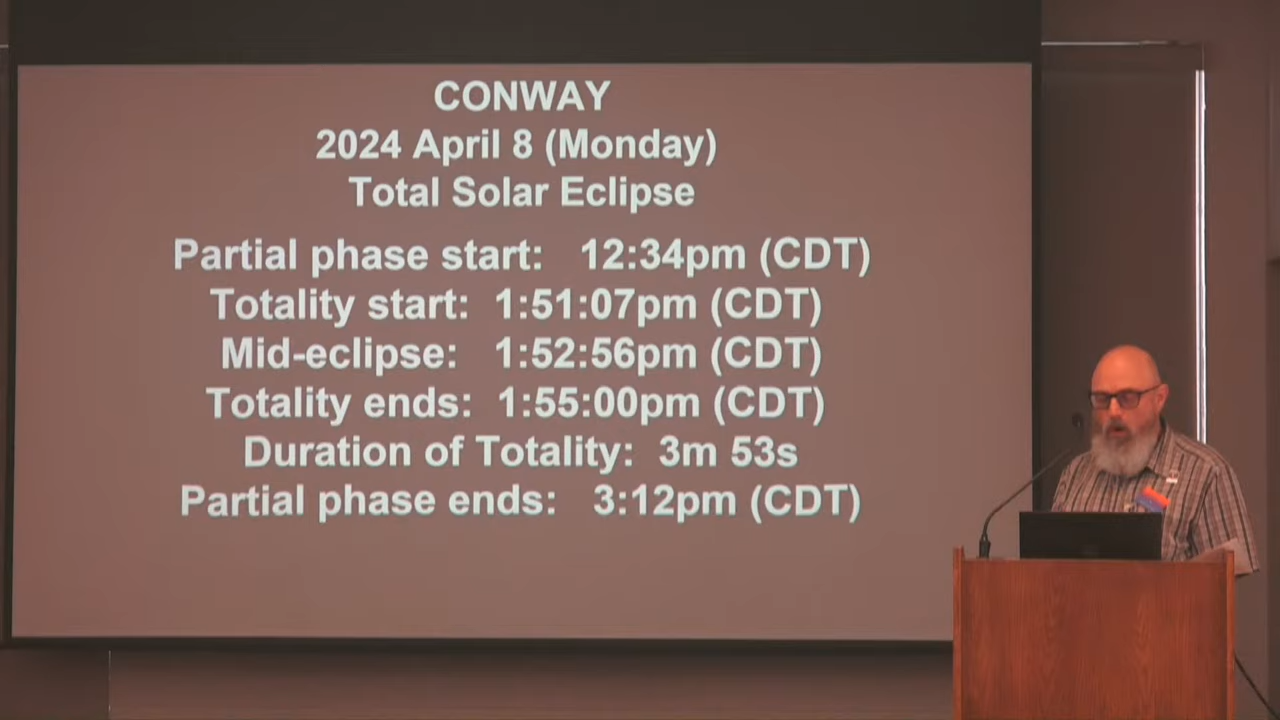 CONWAY
2024 April 8 (Monday)
Total Solar Eclipse
Partial phase start: 12:34pm (CDT)
Totality start: 1:51:07pm (CDT)
Mid-eclipse: 1:52:56pm (CDT)
Totality ends: 1:55:00pm (CDT)
Duration of Totality: 3m 53s
Partial phase ends: 3:12pm (CDT)